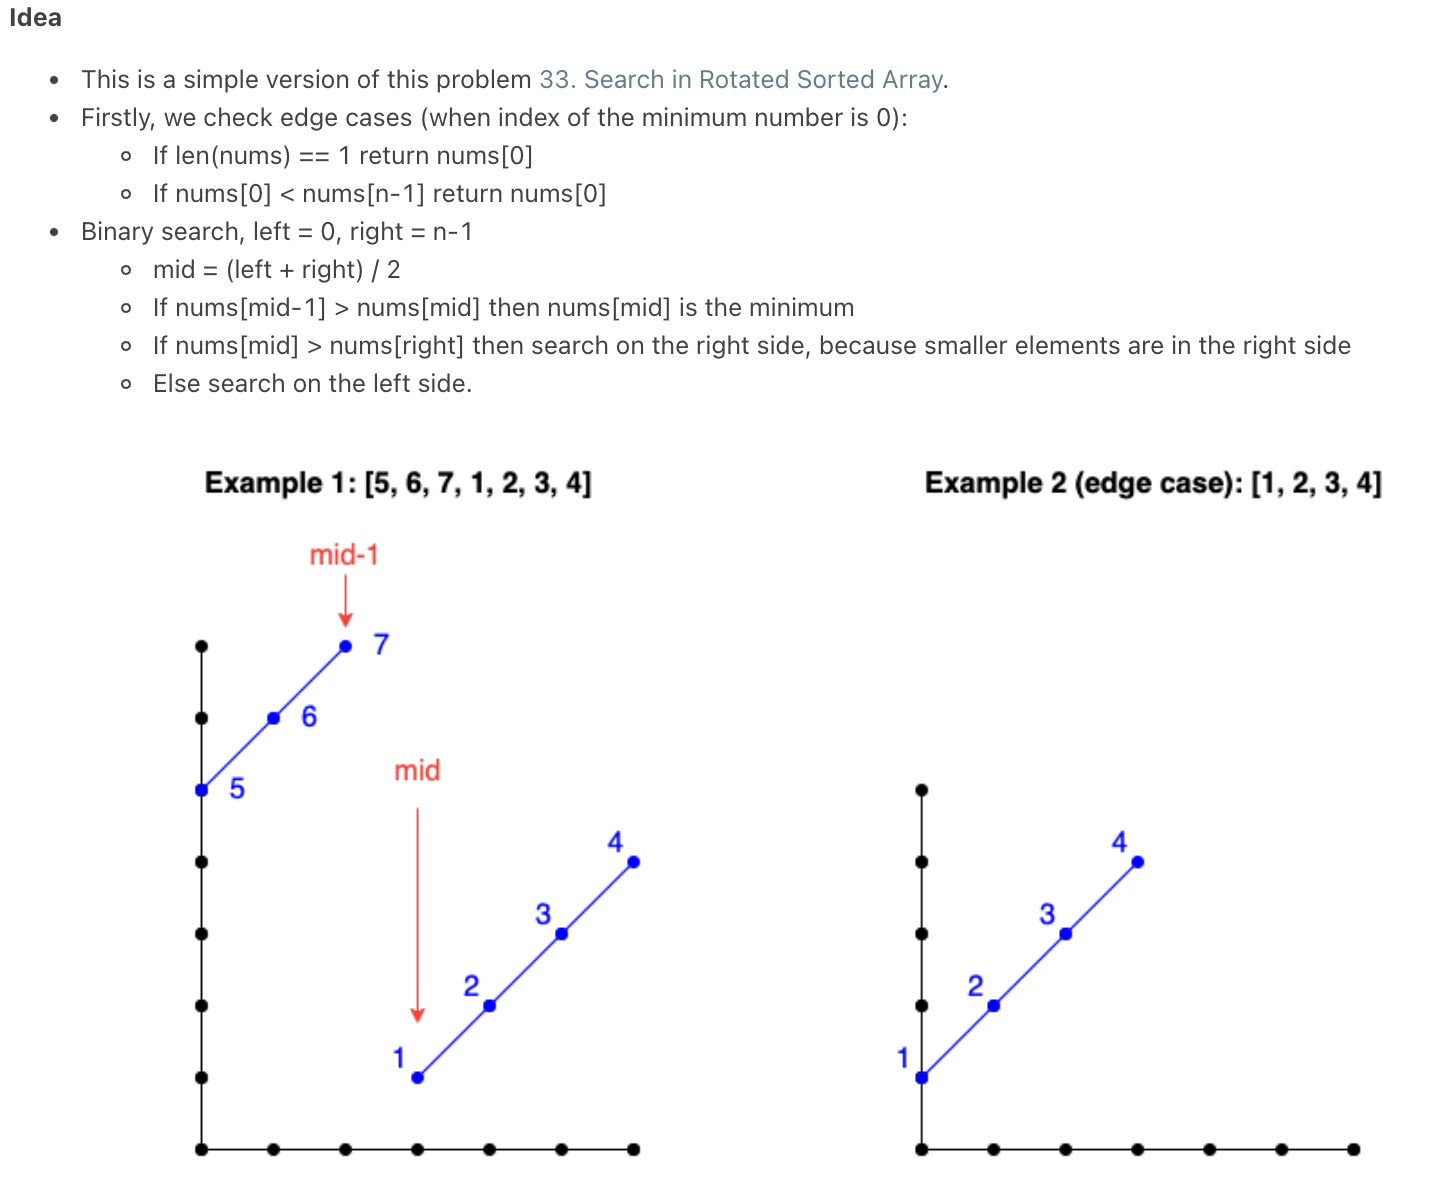 Idea
This is a simple version of this problem 33. Search in Rotated Sorted Array.
Firstly, we check edge cases (when index of the minimum number is 0):
If len(nums) == 1 return nums[0]
If nums[0] < nums[n-1] return nums[0]
Binary search, left = 0, right = n-1
mid = (left + right) / 2
If nums[mid-1] > nums[mid] then nums[mid] is the minimum
If nums[mid] > nums[right] then search on the right side, because smaller elements are in the right side
Else search on the left side.
Example 1: [5, 6, 7, 1, 2, 3, 4]
mid-1
7
6
5
mid
4
3
2
1
Example 2 (edge case): [1, 2, 3, 4]
4
3
2
1